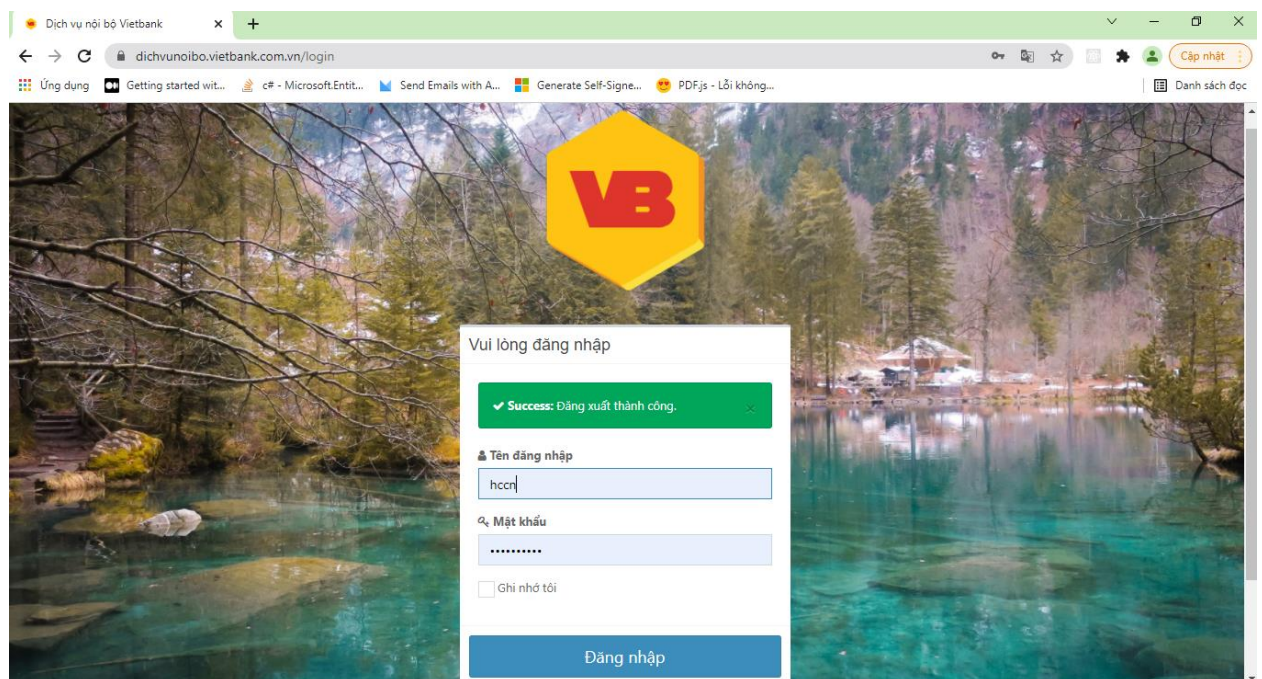 Dịch vụ nội bộ Vietbank
dichvunoibo.vietbank.com.vn/login
Cập nhật
Ứng dụng Getting started wit... c# - Microsoft.Entit... Send Emails with A... Generate Self-Signe... PDF.js - Lỗi không... Danh sách đọc
VB
Vui lòng đăng nhập
Success: Đăng xuất thành công.
Tên đăng nhập
hccn
Mật khẩu
••••••••••
Ghi nhớ tôi
Đăng nhập